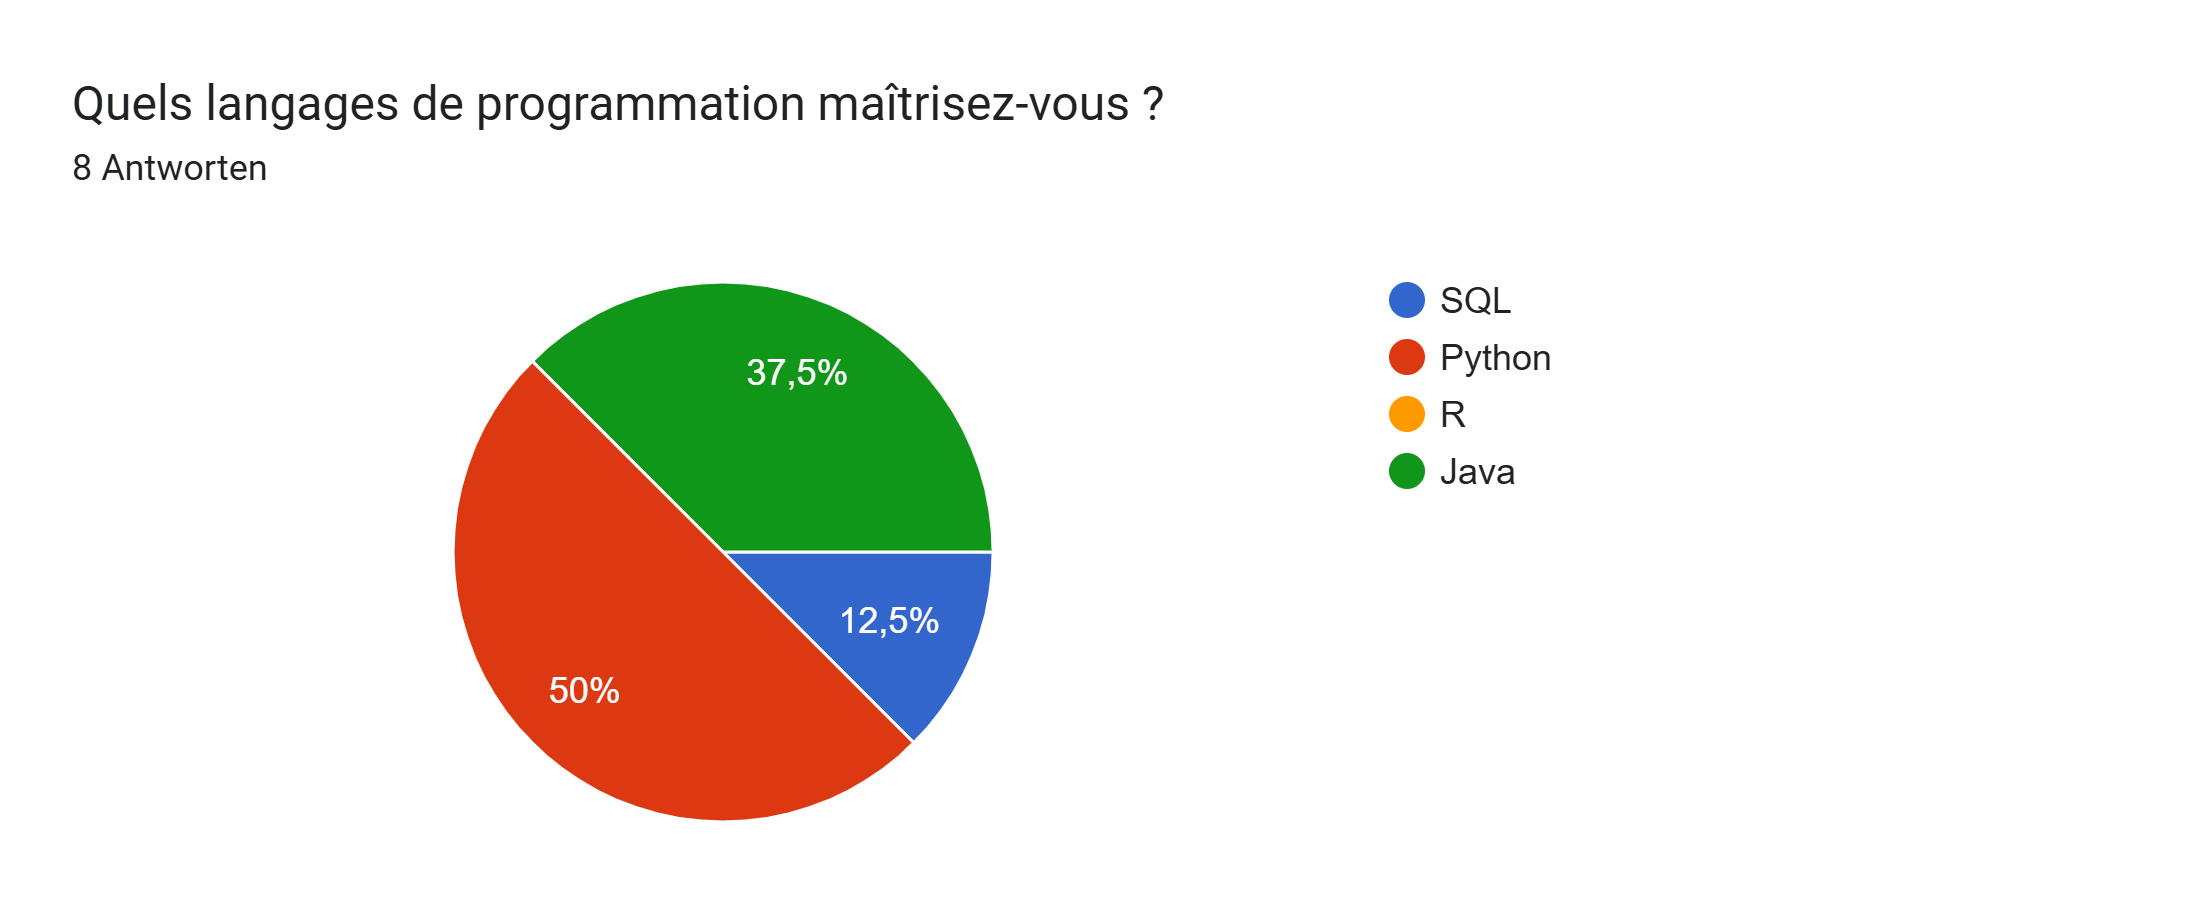 Quels langages de programmation maîtrisez-vous ?
8 Antworten
37,5%
12,5%
50%
SQL
Python
R
Java